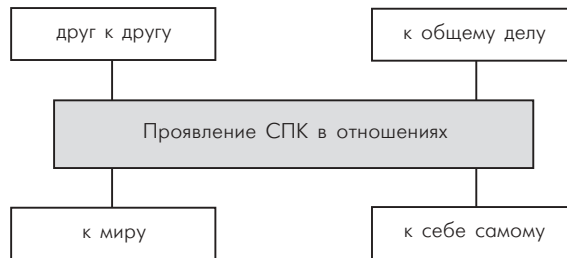 друг к другу
к общему делу
Проявление СПК в отношениях
к миру
к себе самому